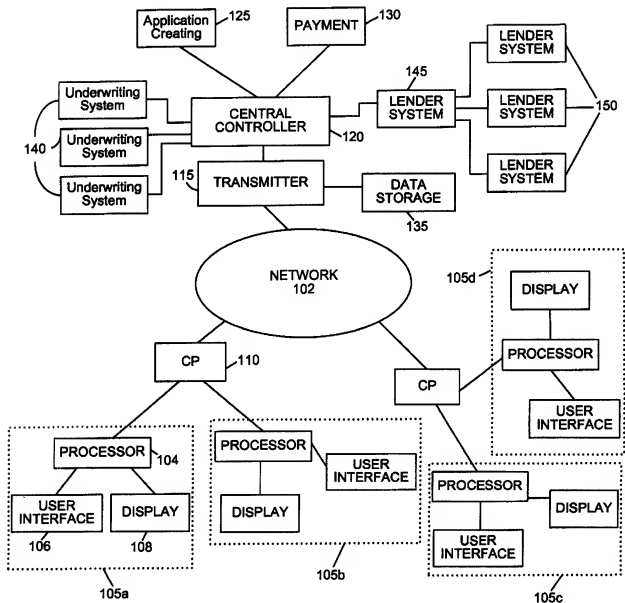 125
Application
Creating
130
PAYMENT
LENDER
SYSTEM
145
LENDER
SYSTEM
LENDER
SYSTEM
150
LENDER
SYSTEM
Underwriting
System
140
Underwriting
System
Underwriting
System
CENTRAL
CONTROLLER
120
115
TRANSMITTER
DATA
STORAGE
135
NETWORK
102
105d
DISPLAY
PROCESSOR
USER
INTERFACE
CP
110
CP
PROCESSOR
104
USER
INTERFACE
106
DISPLAY
108
105a
PROCESSOR
USER
INTERFACE
DISPLAY
105b
PROCESSOR
DISPLAY
USER
INTERFACE
105c